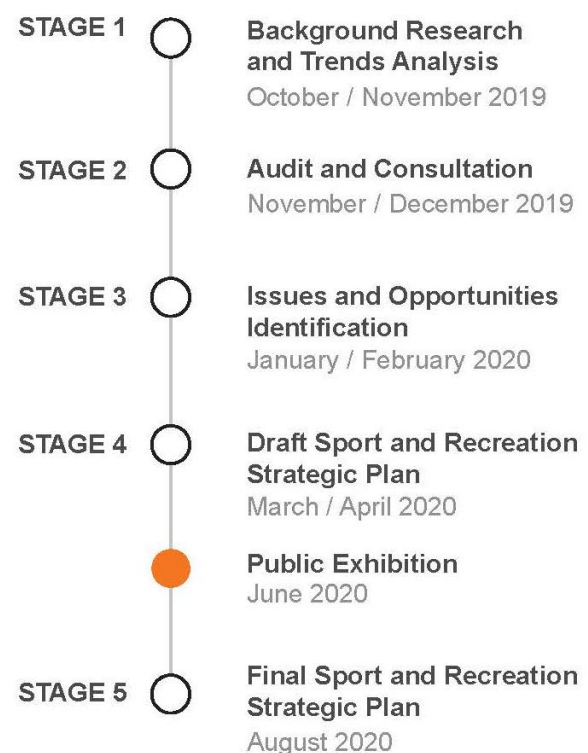 STAGE 1
Background Research
and Trends Analysis
October / November 2019
STAGE 2
Audit and Consultation
November / December 2019
STAGE 3
Issues and Opportunities
Identification
January / February 2020
STAGE 4
Draft Sport and Recreation
Strategic Plan
March / April 2020
Public Exhibition
June 2020
STAGE 5
Final Sport and Recreation
Strategic Plan
August 2020